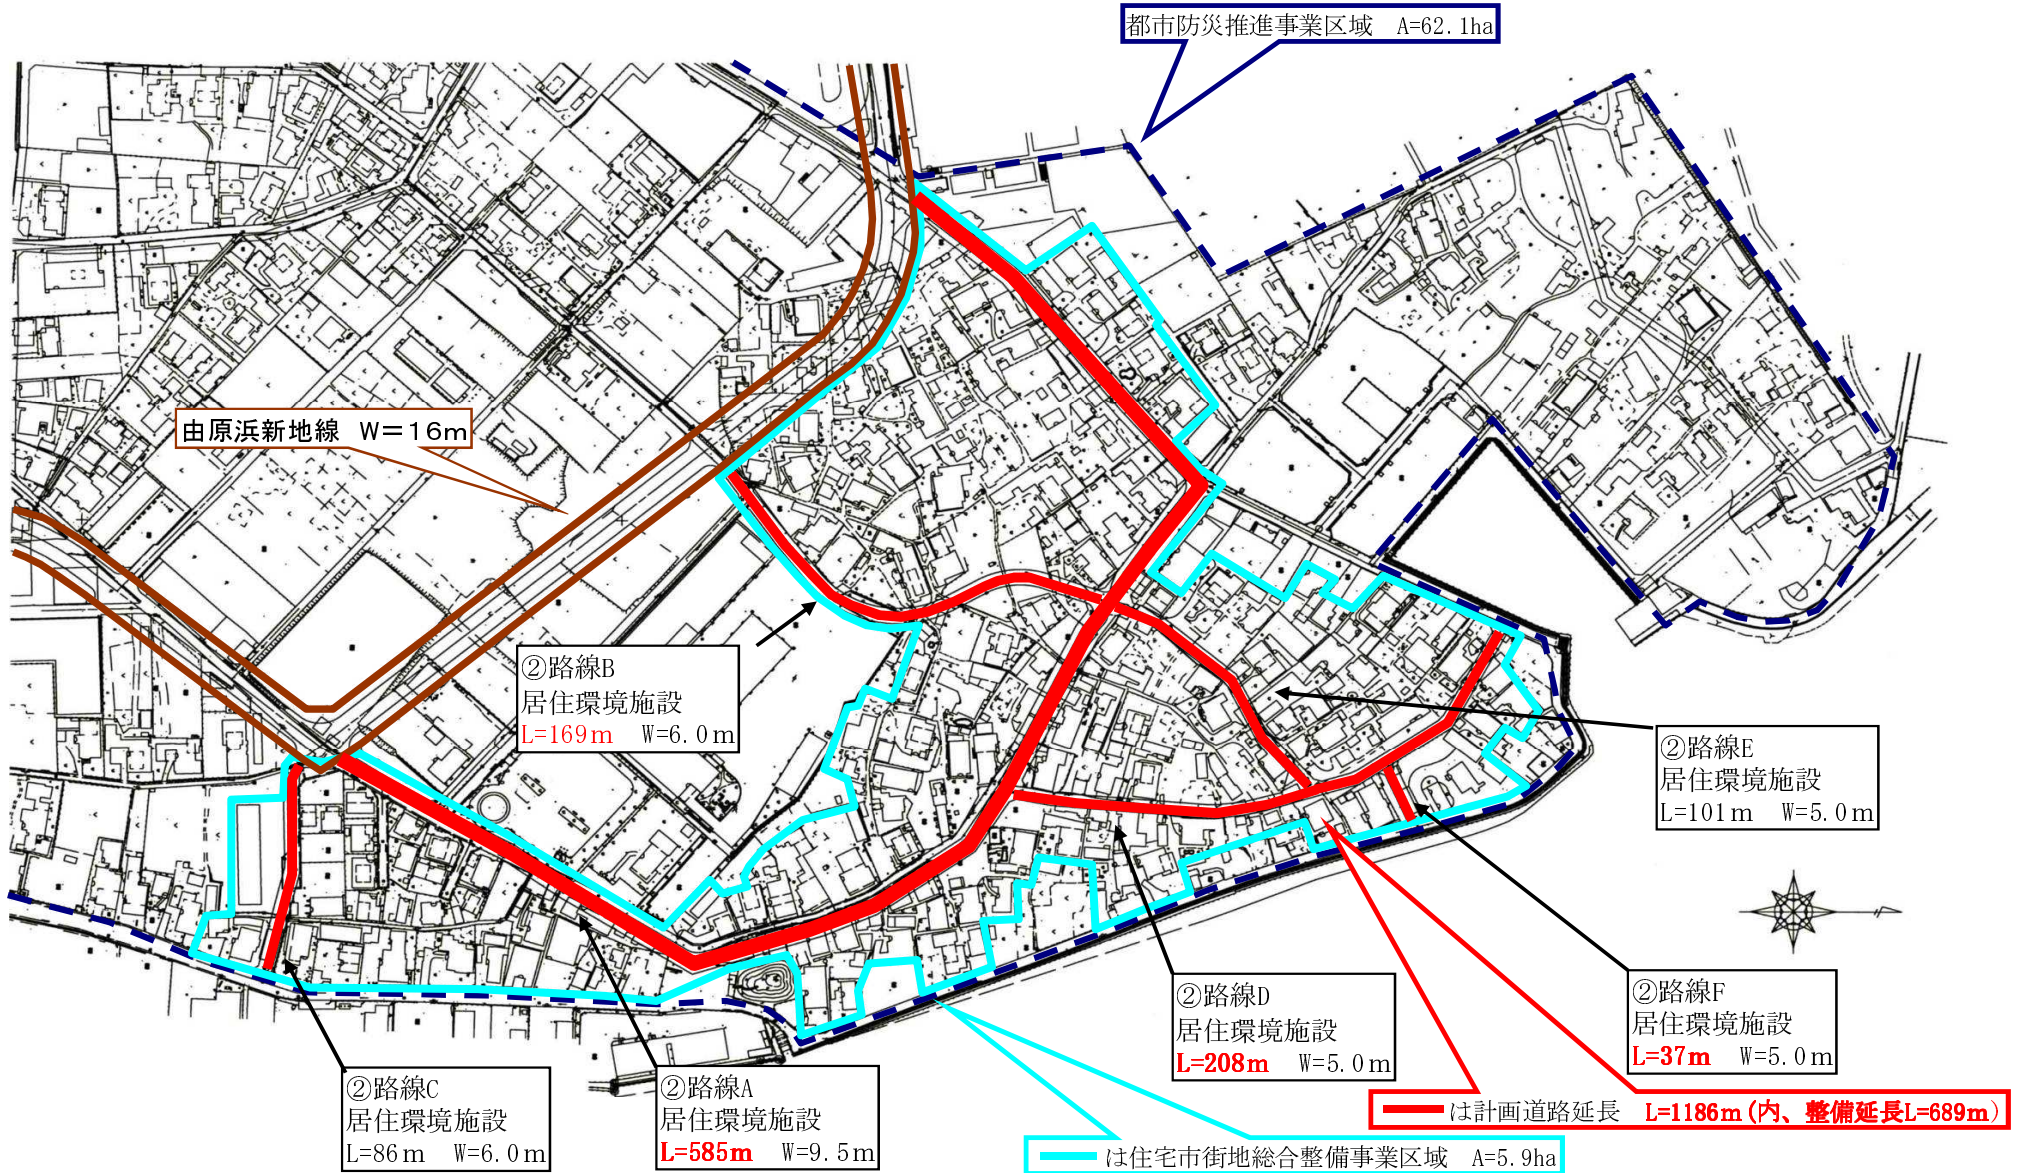 都市防災推進事業区域　A=62.1ha
由原浜新地線　W＝16m
②路線B
居住環境施設
L=169m　W=6.0m
②路線E
居住環境施設
L=101m　W=5.0m
②路線D
居住環境施設
L=208m　W=5.0m
②路線F
居住環境施設
L=37m　W=5.0m
②路線C
居住環境施設
L=86m　W=6.0m
②路線A
居住環境施設
L=585m　W=9.5m
は計画道路延長　L=1186m(内、整備延長L=689m)
は住宅市街地総合整備事業区域　A=5.9ha